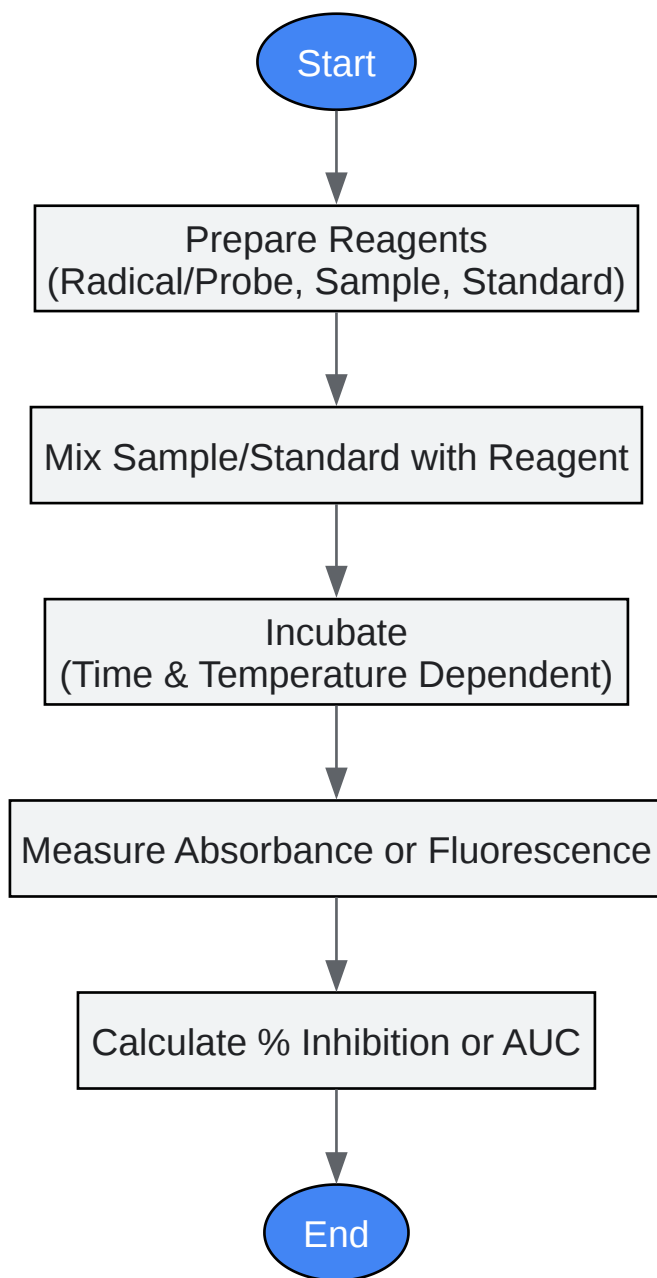 Start
Prepare Reagents
(Radical/Probe, Sample, Standard)
Mix Sample/Standard with Reagent
Incubate
(Time & Temperature Dependent)
Measure Absorbance or Fluorescence
Calculate % Inhibition or AUC
End